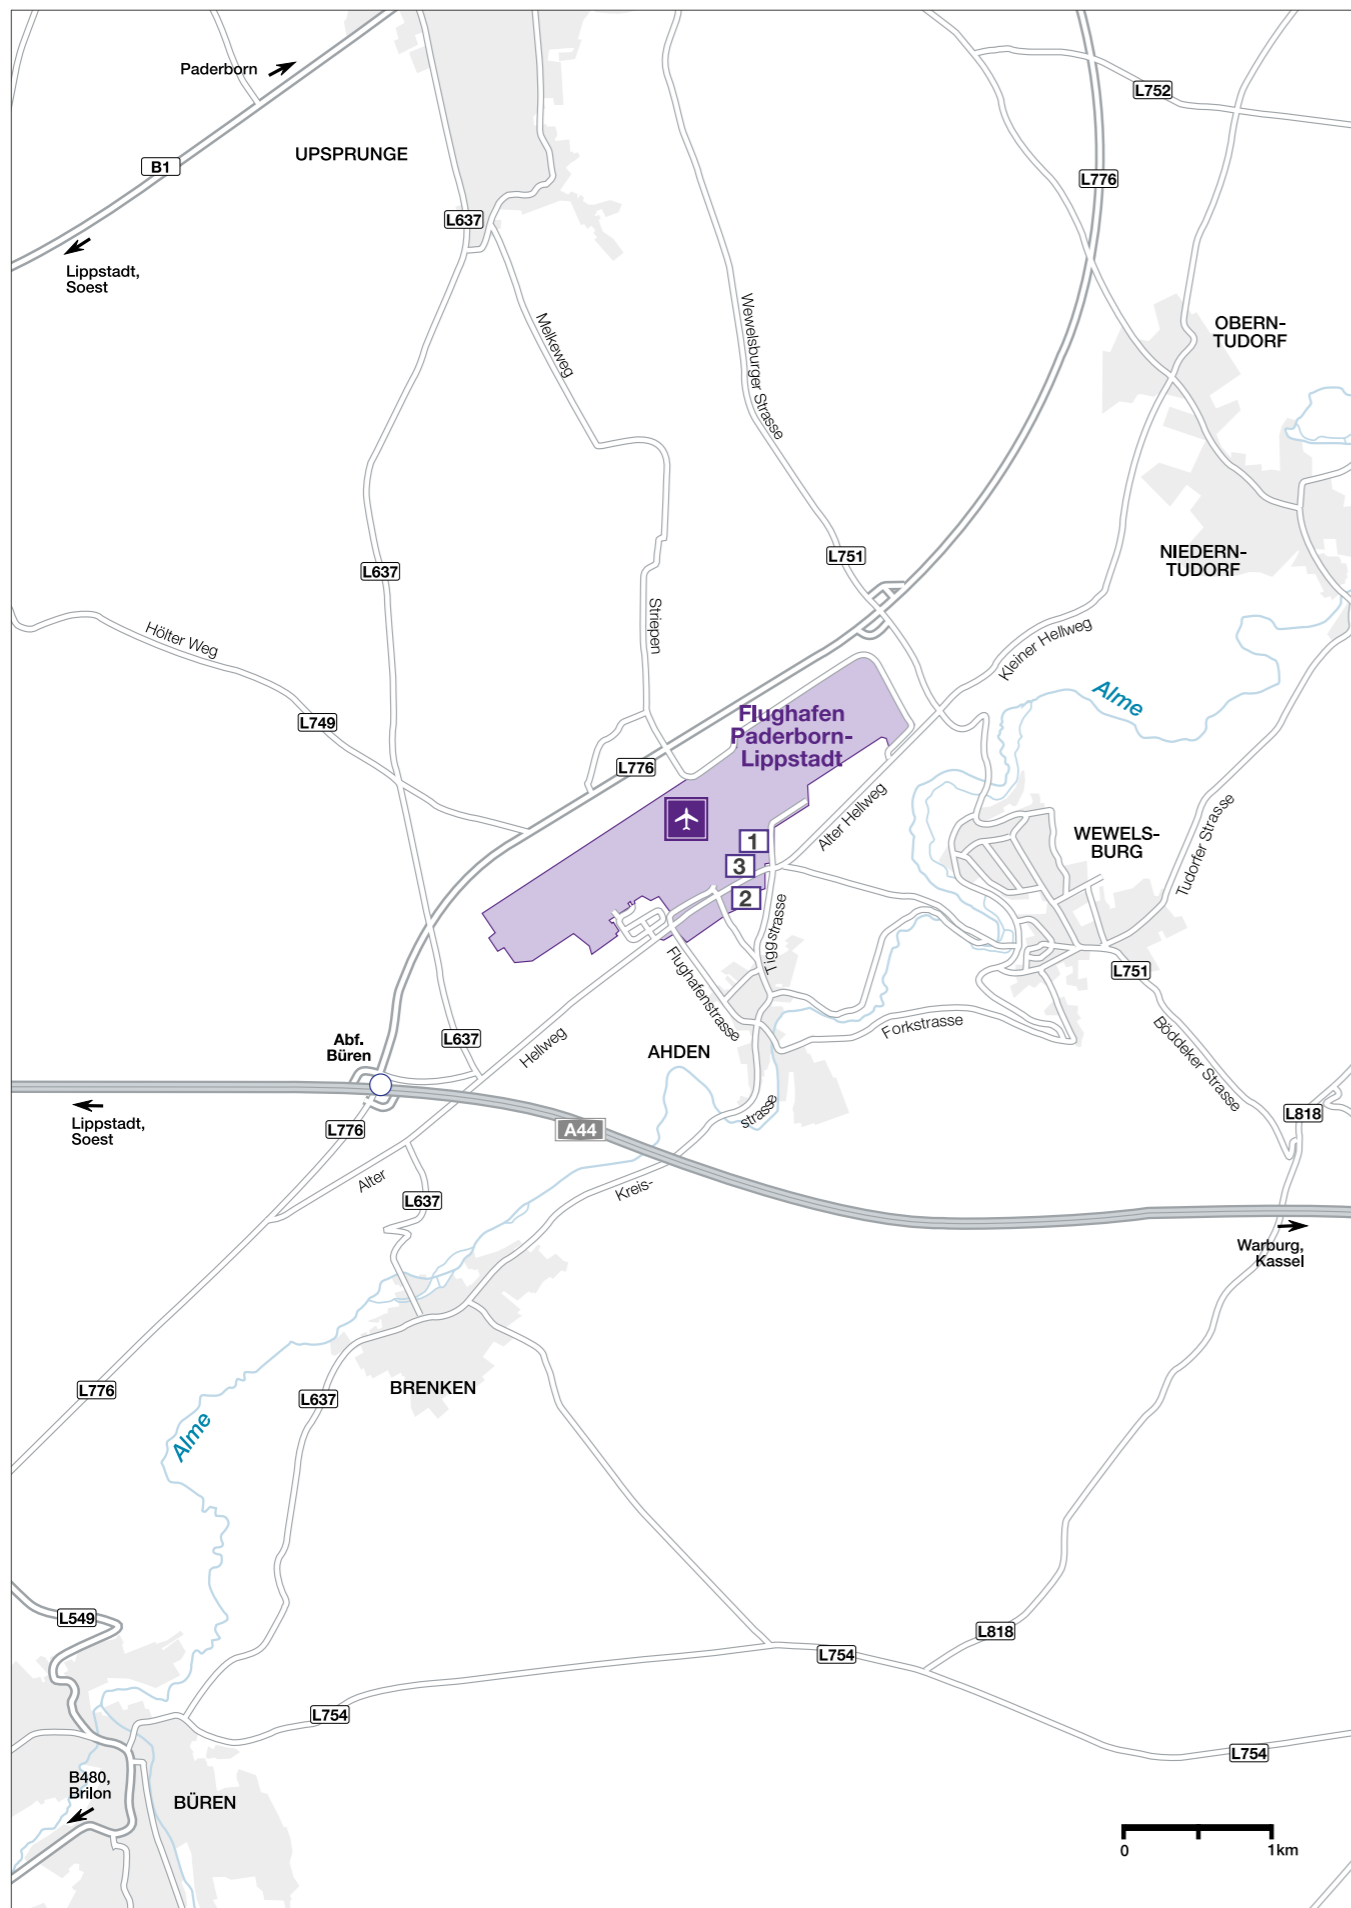 Paderborn
L752
UPSPRUNGE
B1
L776
L637
Lippstadt,
Soest
Melkeweg
Wewelsburger Strasse
OBERN-
TUDORF
L751
NIEDERN-
TUDORF
L637
Striepen
Hölter Weg
Kleiner Hellweg
Alme
L749
Flughafen
Paderborn-
Lippstadt
L776
Alter Hellweg
1
3
2
WEWELS-
BURG
Tudorfer Strasse
Tiggstrasse
Flughafenstrasse
L751
Forkstrasse
Böddeker Strasse
Abf.
Büren
L637
Hellweg
AHDEN
Lippstadt,
Soest
L776
A44
strasse
L818
Alter
L637
Kreis-
Warburg,
Kassel
L776
L637
BRENKEN
Alme
L549
L818
L754
L754
L754
B480,
Brilon
BÜREN
0
1km